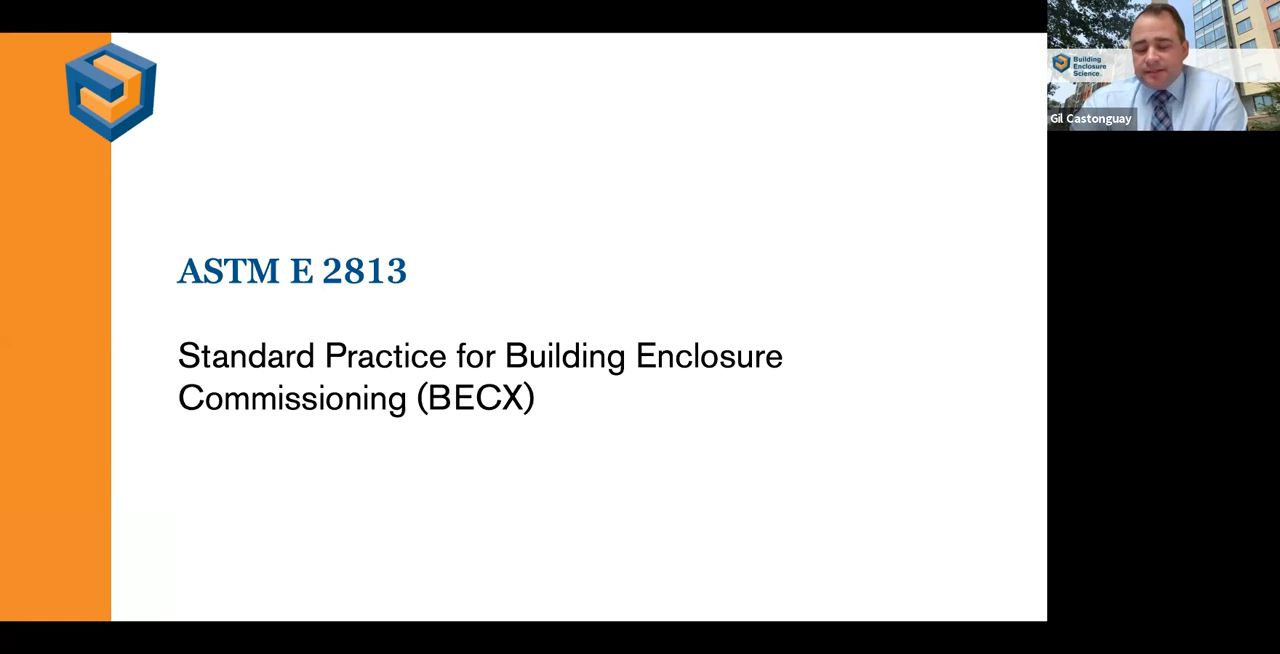 ASTM E 2813
Standard Practice for Building Enclosure
Commissioning (BECX)
Building
Enclosure
Science
Gil Castonguay